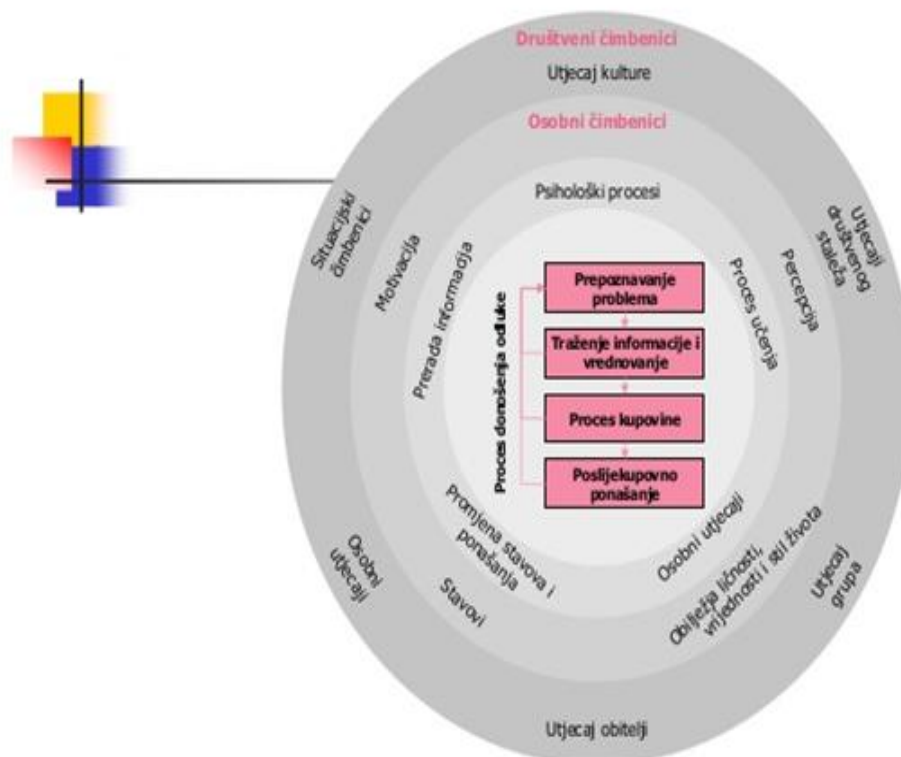 Društveni čimbenici
Utjecaj kulture
Osobni čimbenici
Psihološki procesi
Situacijski
čimbenici
Motivacija
Prerada informacija
Proces učenja
Percepcija
Utjecaji
društvenog
staleža
Proces donošenja odluke
Prepoznavanje
problema
Traženje informacije i
vrednovanje
Proces kupovine
Poslijekupovno
ponašanje
Osobni
utjecaji
Stavovi
Promjena stavova i
ponašanja
Osobni utjecaji
Obilježja ličnosti,
vrijednosti i stil života
Utjecaj
grupa
Utjecaj obitelji